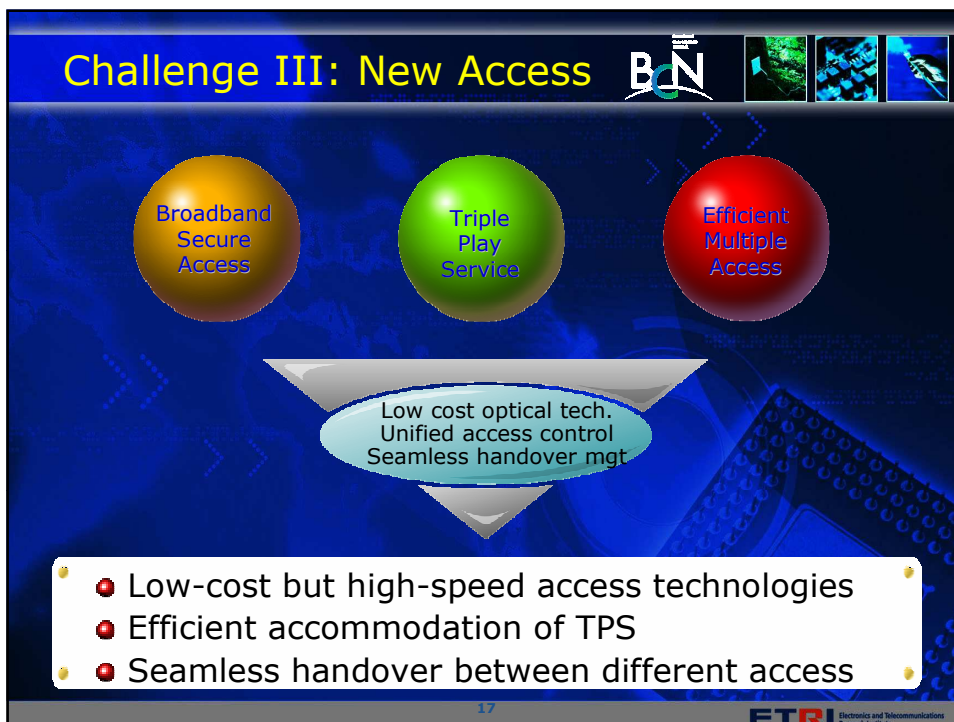 Challenge III: New Access
BcN
Broadband
Secure
Access
Triple
Play
Service
Efficient
Multiple
Access
Low cost optical tech.
Unified access control
Seamless handover mgt
Low-cost but high-speed access technologies
Efficient accommodation of TPS
Seamless handover between different access
17
ETRI Electronics and Telecommunications